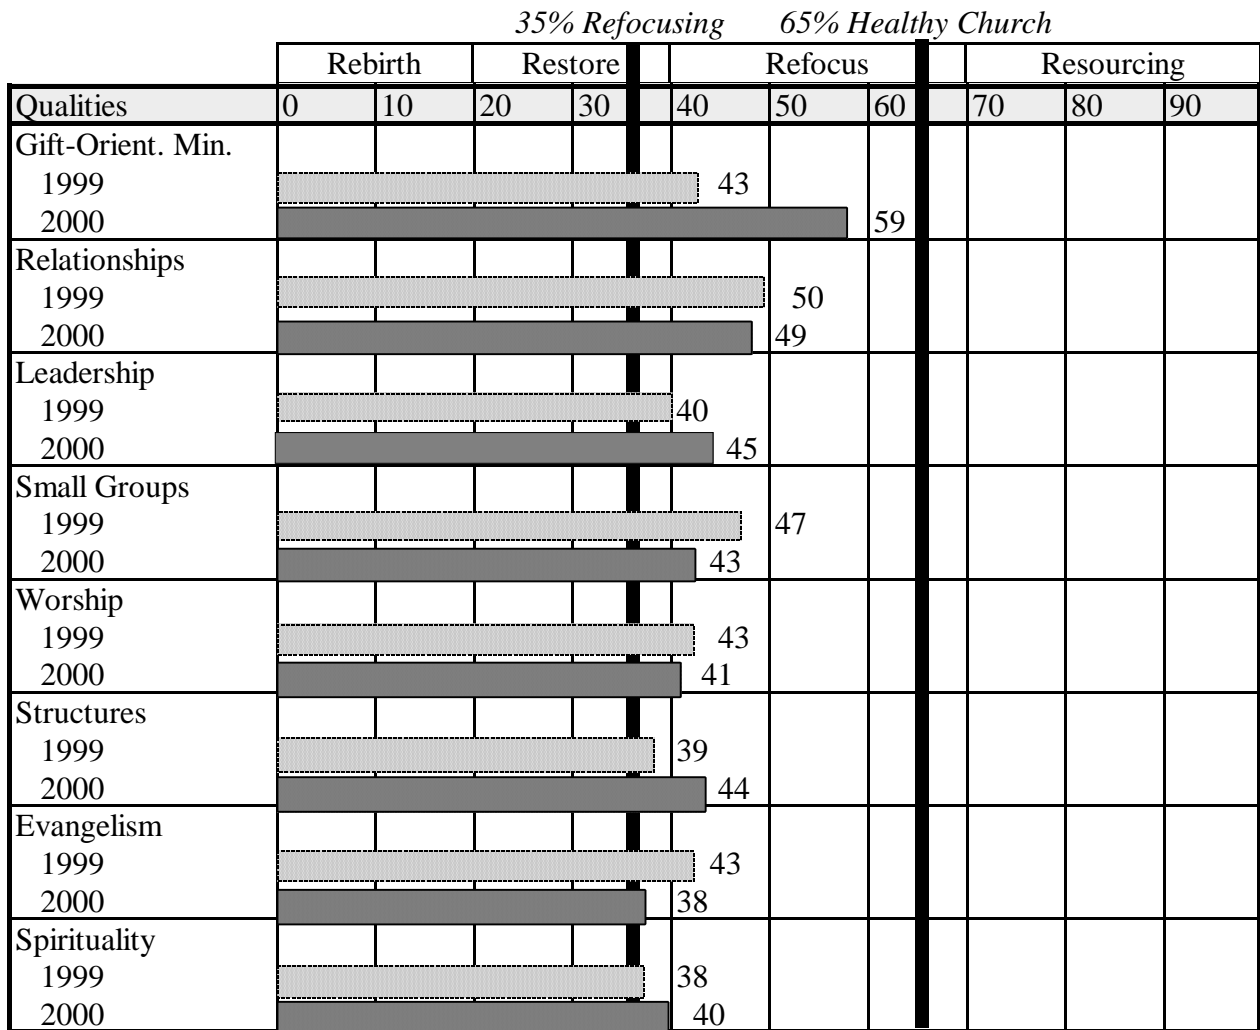 35% Refocusing 65% Healthy Church
Rebirth Restore Refocus Resourcing
Qualities 0 10 20 30 40 50 60 70 80 90
Gift-Orient. Min.
1999 43
2000 59
Relationships
1999 50
2000 49
Leadership
1999 40
2000 45
Small Groups
1999 47
2000 43
Worship
1999 43
2000 41
Structures
1999 39
2000 44
Evangelism
1999 43
2000 38
Spirituality
1999 38
2000 40